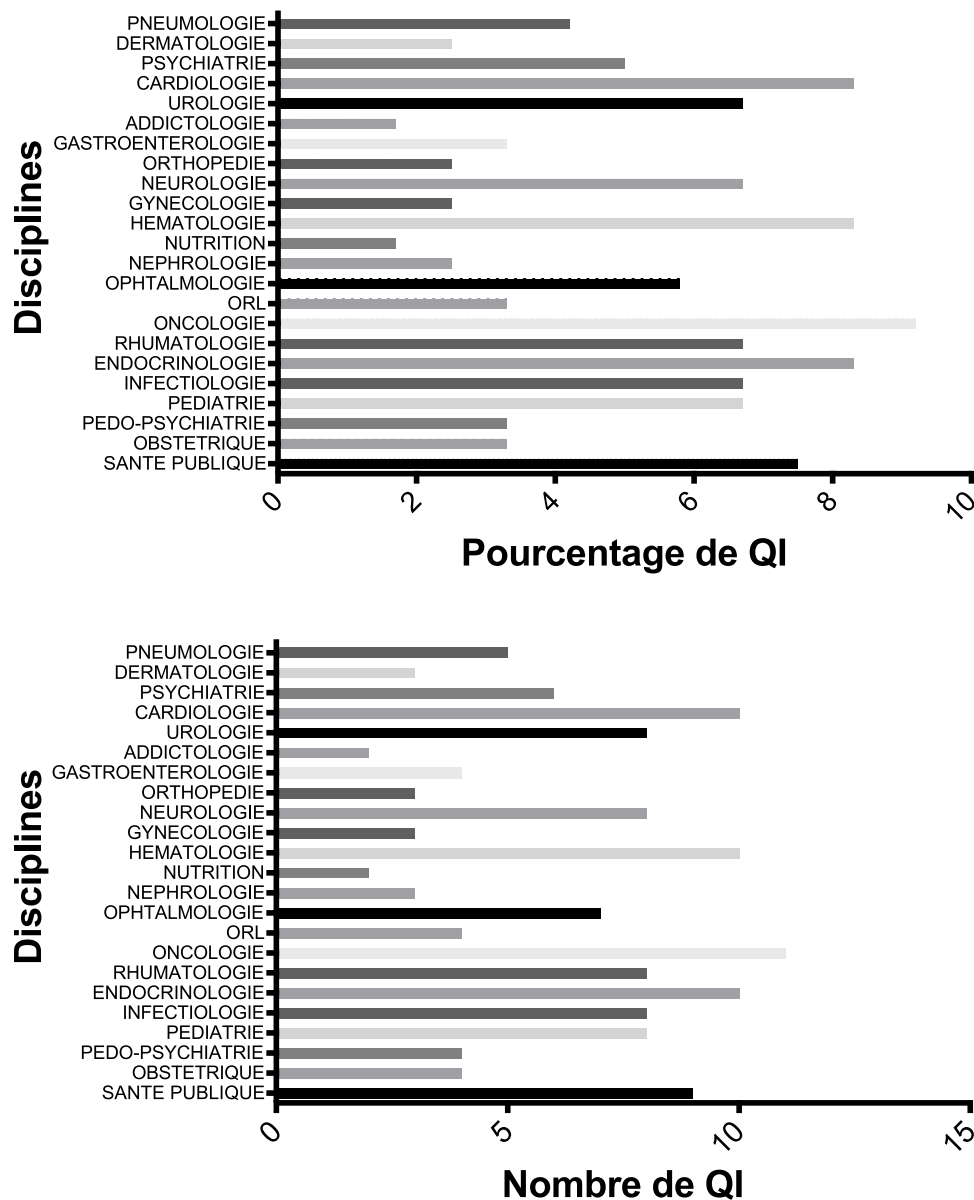 PNEUMOLOGIE
DERMATOLOGIE
PSYCHIATRIE
CARDIOLOGIE
UROLOGIE
ADDICTOLOGIE
GASTROENTEROLOGIE
ORTHOPEDIE
NEUROLOGIE
GYNECOLOGIE
HEMATOLOGIE
NUTRITION
NEPHROLOGIE
OPHTALMOLOGIE
ORL
ONCOLOGIE
RHUMATOLOGIE
ENDOCRINOLOGIE
INFECTIOLOGIE
PEDIATRIE
PEDO-PSYCHIATRIE
OBSTETRIQUE
SANTE PUBLIQUE
Disciplines
0 2 4 6 8 10
Pourcentage de QI
PNEUMOLOGIE
DERMATOLOGIE
PSYCHIATRIE
CARDIOLOGIE
UROLOGIE
ADDICTOLOGIE
GASTROENTEROLOGIE
ORTHOPEDIE
NEUROLOGIE
GYNECOLOGIE
HEMATOLOGIE
NUTRITION
NEPHROLOGIE
OPHTALMOLOGIE
ORL
ONCOLOGIE
RHUMATOLOGIE
ENDOCRINOLOGIE
INFECTIOLOGIE
PEDIATRIE
PEDO-PSYCHIATRIE
OBSTETRIQUE
SANTE PUBLIQUE
Disciplines
0 5 10 15
Nombre de QI